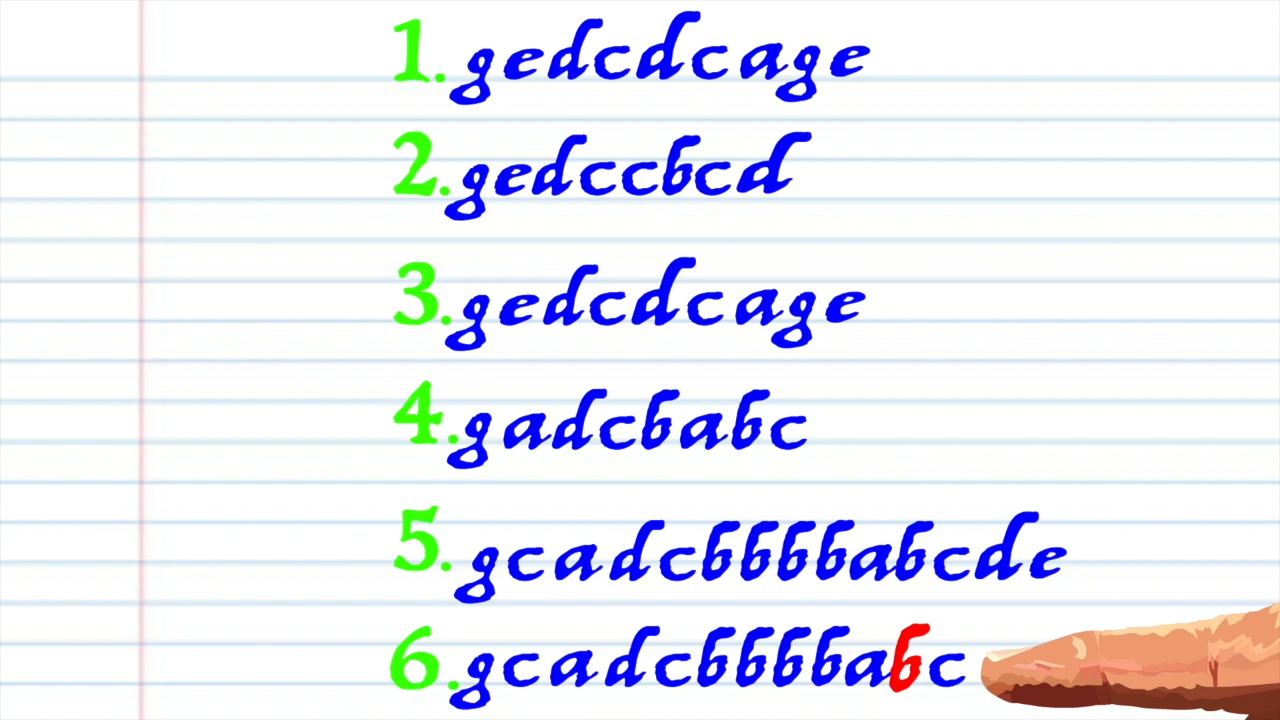 1. gedcdcage
2. gedccbcd
3. gedcdcage
4. gadcbabc
5. gcadcbbbbabcde
6. gcadcbbbbabc